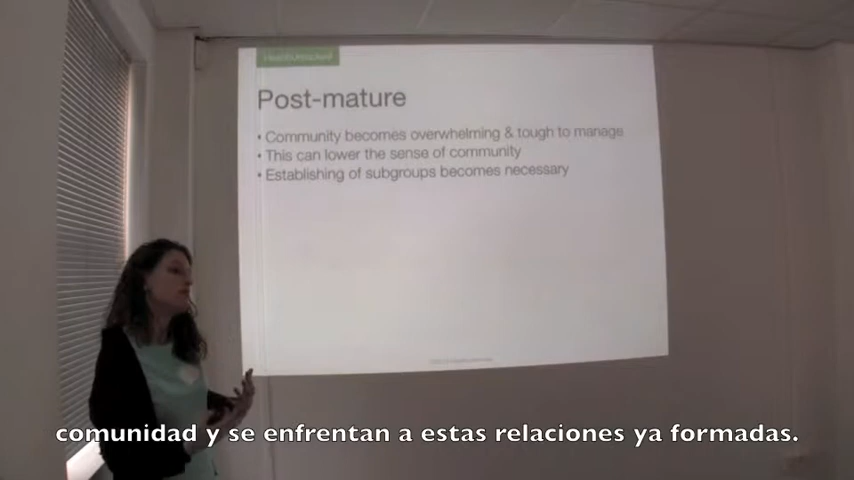 Post-mature
• Community becomes overwhelming & tough to manage
• This can lower the sense of community
• Establishing of subgroups becomes necessary
comunidad y se enfrentan a estas relaciones ya formadas.